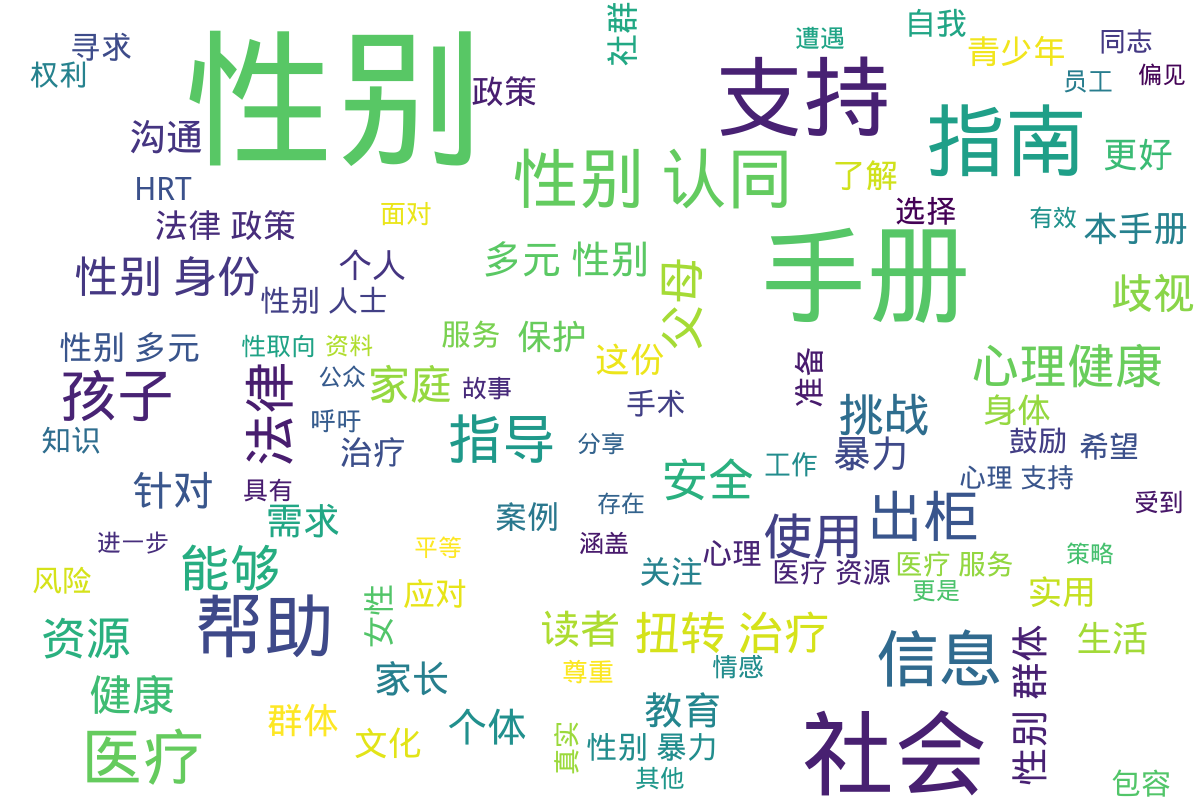 社群
自我
遭遇
寻求
权利
性别
政策
支持
青少年
同志
员工
偏见
沟通
指南
HRT
性别 认同
了解
更好
法律 政策
面对
选择
有效
本手册
性别 身份
个人
多元 性别
父母
手册
歧视
性别 人士
性别 多元
性取向
资料
服务
保护
这份
准备
心理健康
孩子
法律
公众
家庭
故事
手术
挑战
身体
知识
呼吁
治疗
指导
分享
暴力
鼓励
希望
针对
具有
安全
工作
心理 支持
受到
需求
案例
存在
使用
出柜
进一步
能够
平等
涵盖
心理
关注
医疗 资源
医疗 服务
策略
风险
应对
更是
实用
资源
帮助
女性
读者
扭转 治疗
信息
性别 群体
生活
健康
家长
尊重
情感
群体
文化
个体
教育
社会
医疗
真实
性别 暴力
其他
包容